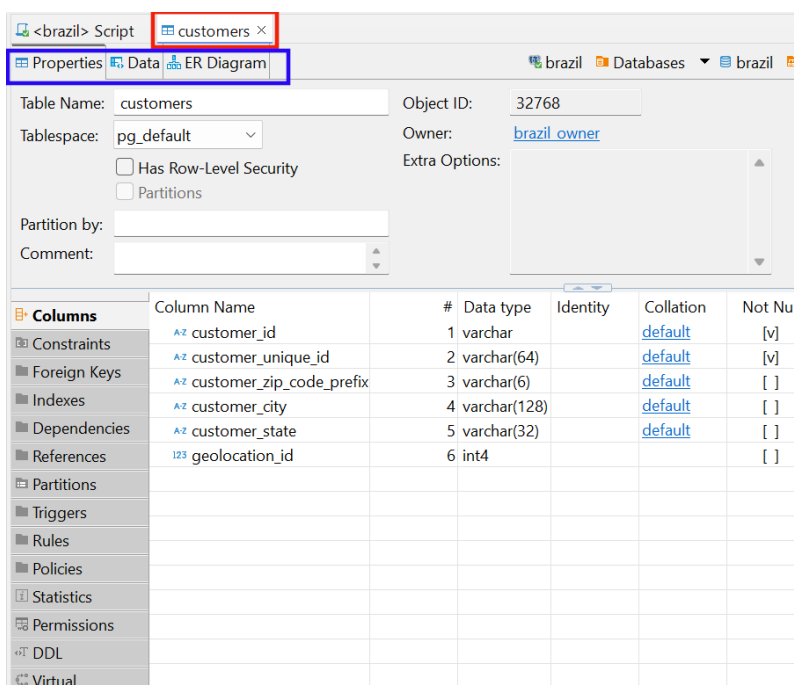 <brazil> Script customers ×
Properties Data ER Diagram brazil Databases brazil
Table Name: customers Object ID: 32768
Tablespace: pg_default Owner: brazil_owner
Has Row-Level Security Extra Options:
Partitions
Partition by:
Comment:
Columns Column Name # Data type Identity Collation Not Nu
A-Z customer_id 1 varchar default [v]
Constraints A-Z customer_unique_id 2 varchar(64) default [v]
Foreign Keys A-Z customer_zip_code_prefix 3 varchar(6) default [ ]
Indexes A-Z customer_city 4 varchar(128) default [ ]
Dependencies A-Z customer_state 5 varchar(32) default [ ]
References 123 geolocation_id 6 int4 [ ]
Partitions
Triggers
Rules
Policies
Statistics
Permissions
DDL
Virtual